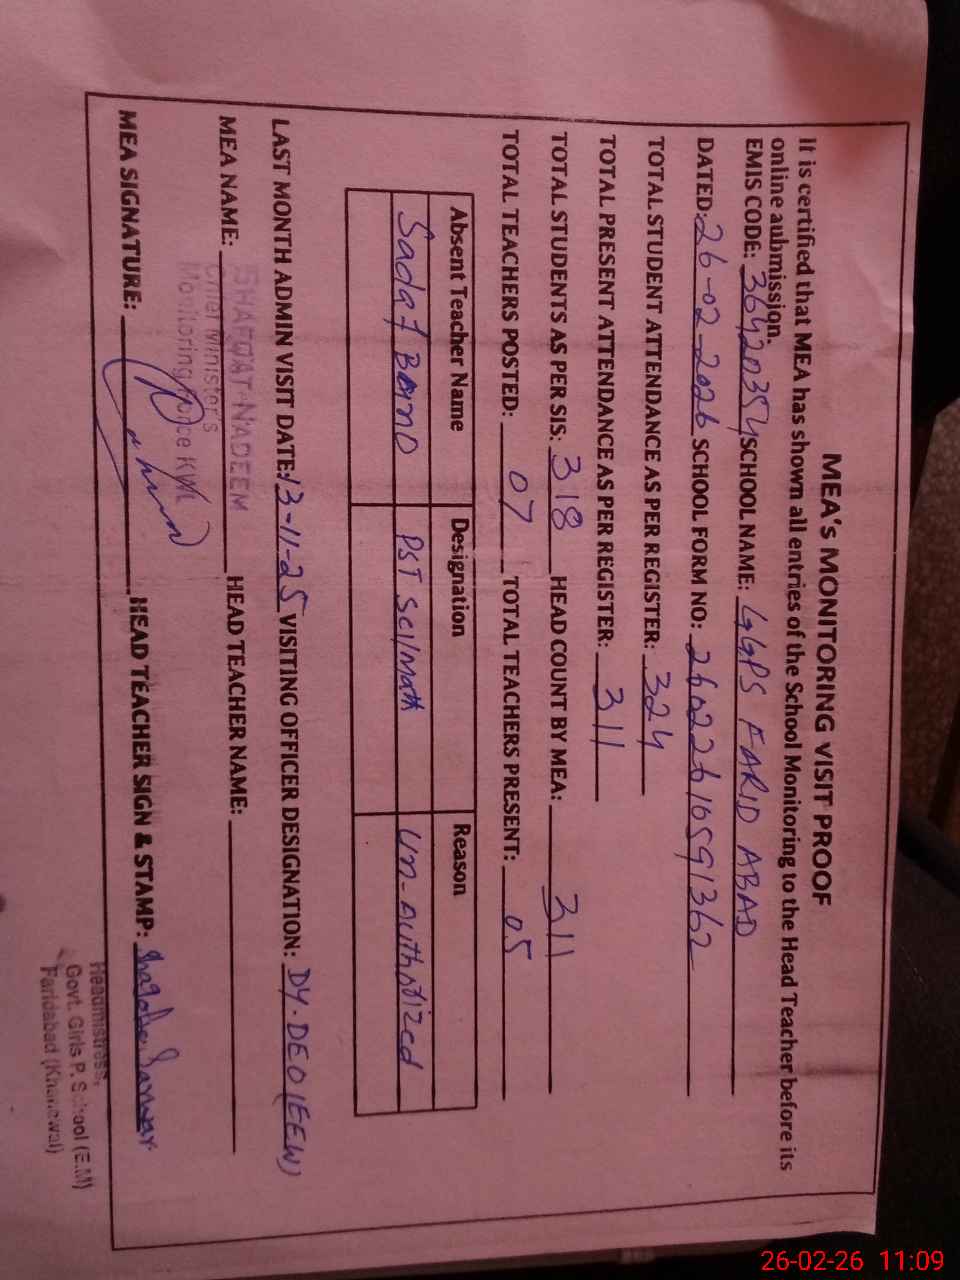 MEA's MONITORING VISIT PROOF
It is certified that MEA has shown all entries of the School Monitoring to the Head Teacher before its
online aubmission.
EMIS CODE: 36420354 SCHOOL NAME: GGPS FARID ABAD
DATED: 26-02-2026 SCHOOL FORM NO: 26022610591362
TOTAL STUDENT ATTENDANCE AS PER REGISTER: 324
TOTAL PRESENT ATTENDANCE AS PER REGISTER: 311
TOTAL STUDENTS AS PER SIS: 318 HEAD COUNT BY MEA: 311
TOTAL TEACHERS POSTED: 07 TOTAL TEACHERS PRESENT: 05
Absent Teacher Name Designation Reason
Sadaf Bano PST Sci/Math Un-authorized
LAST MONTH ADMIN VISIT DATE: 13-11-25 VISITING OFFICER DESIGNATION: DY-DEO (EEW)
MEA NAME: HEAD TEACHER NAME:
SHAFQAT NADEEM
Chief Minister's
Monitoring Force KWL
MEA SIGNATURE: HEAD TEACHER SIGN & STAMP:
Headmistress,
Govt. Girls P. School (E.M)
Faridabad (Khanewal)
26-02-26 11:09